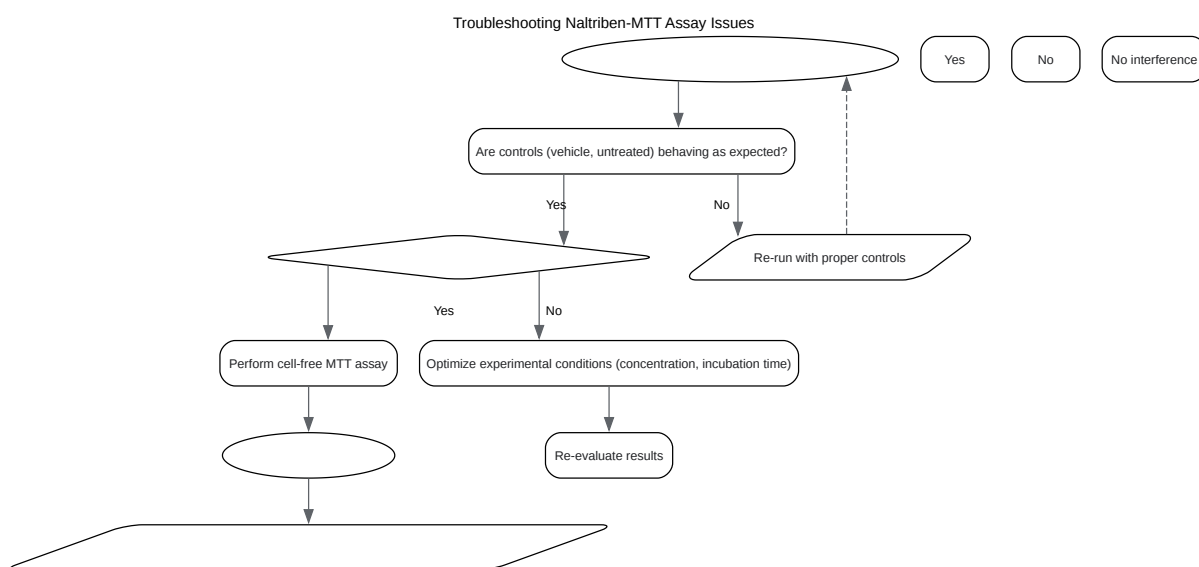 Troubleshooting Naltriben-MTT Assay Issues
Yes
No
No interference
Are controls (vehicle, untreated) behaving as expected?
Yes
No
Re-run with proper controls
Yes
No
Perform cell-free MTT assay
Optimize experimental conditions (concentration, incubation time)
Re-evaluate results